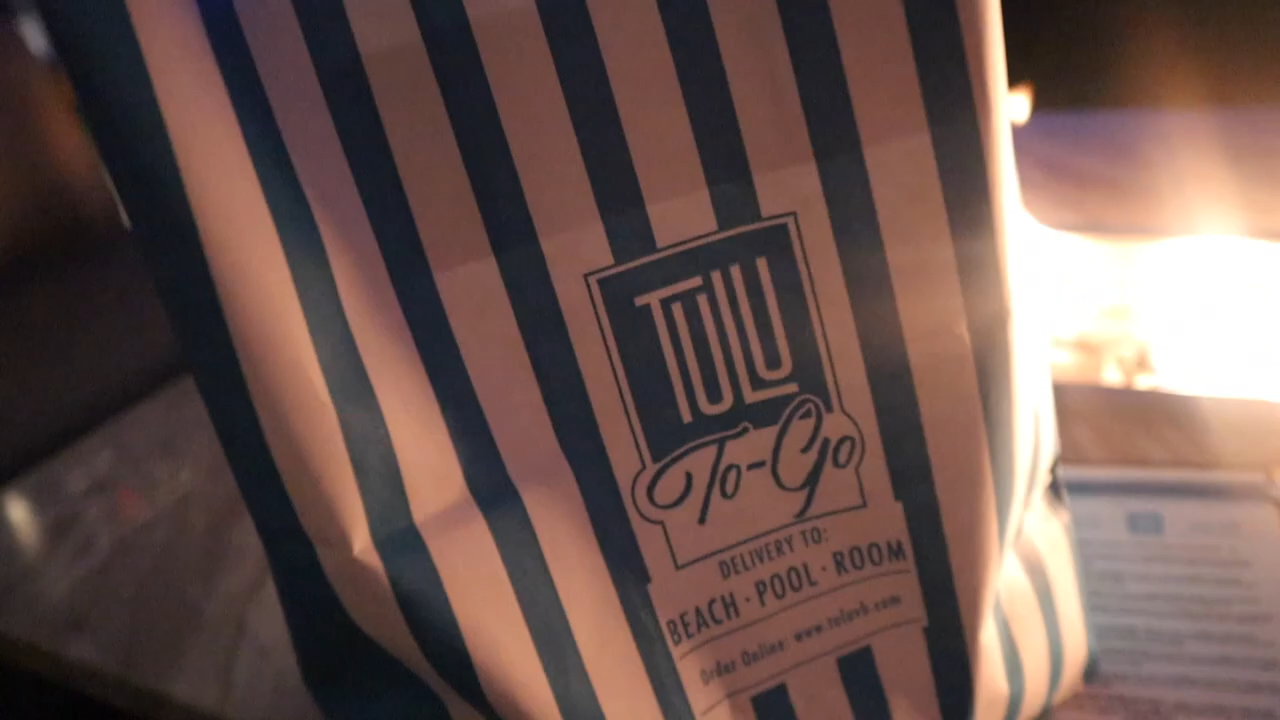 TULU
To-Go
DELIVERY TO:
BEACH · POOL · ROOM
Order Online: www.tuluvb.com